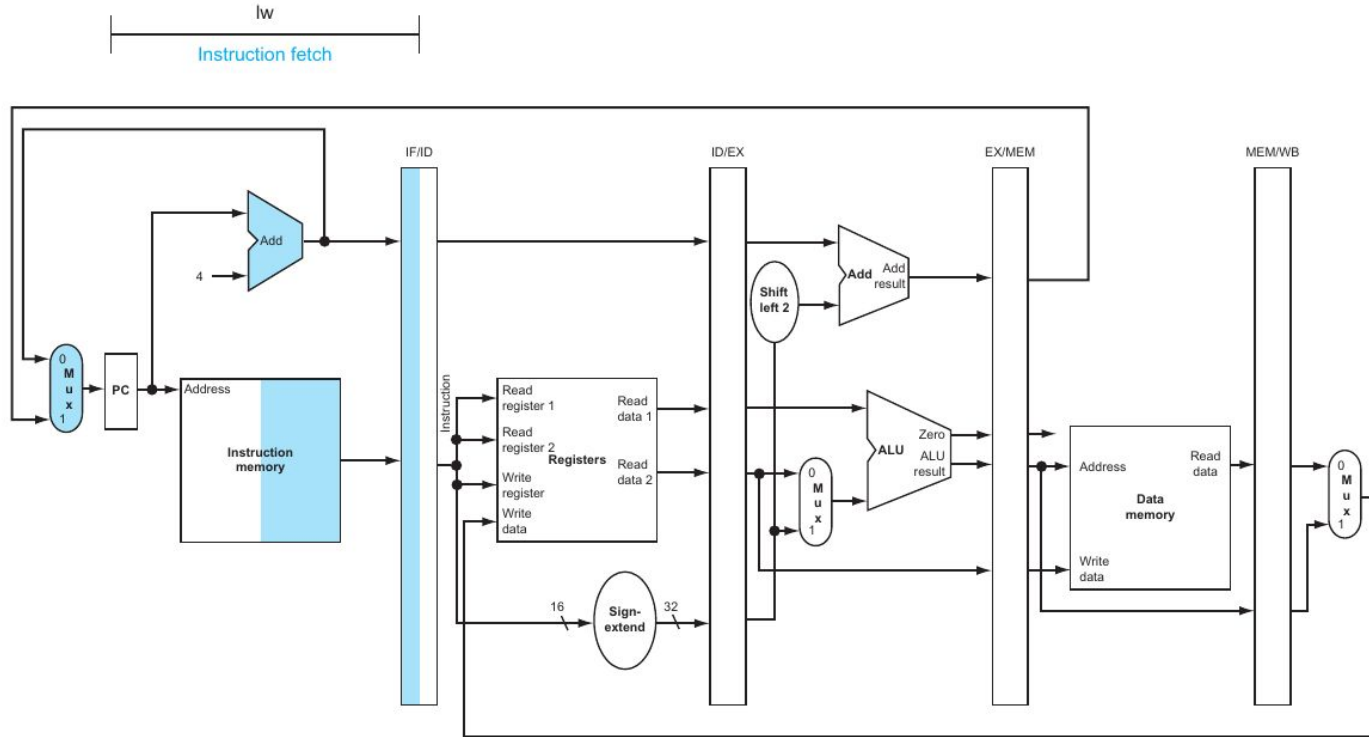 lw
Instruction fetch
IF/ID
ID/EX
EX/MEM
MEM/WB
Add
4
Add
Add
result
Shift
left 2
0
M
u
x
1
PC
Address
Instruction
memory
Instruction
Read
register 1
Read
register 2
Write
register
Write
data
Registers
Read
data 1
Read
data 2
16
Sign-
extend
32
0
M
u
x
1
ALU
Zero
ALU
result
Address
Read
data
Data
memory
Write
data
0
M
u
x
1